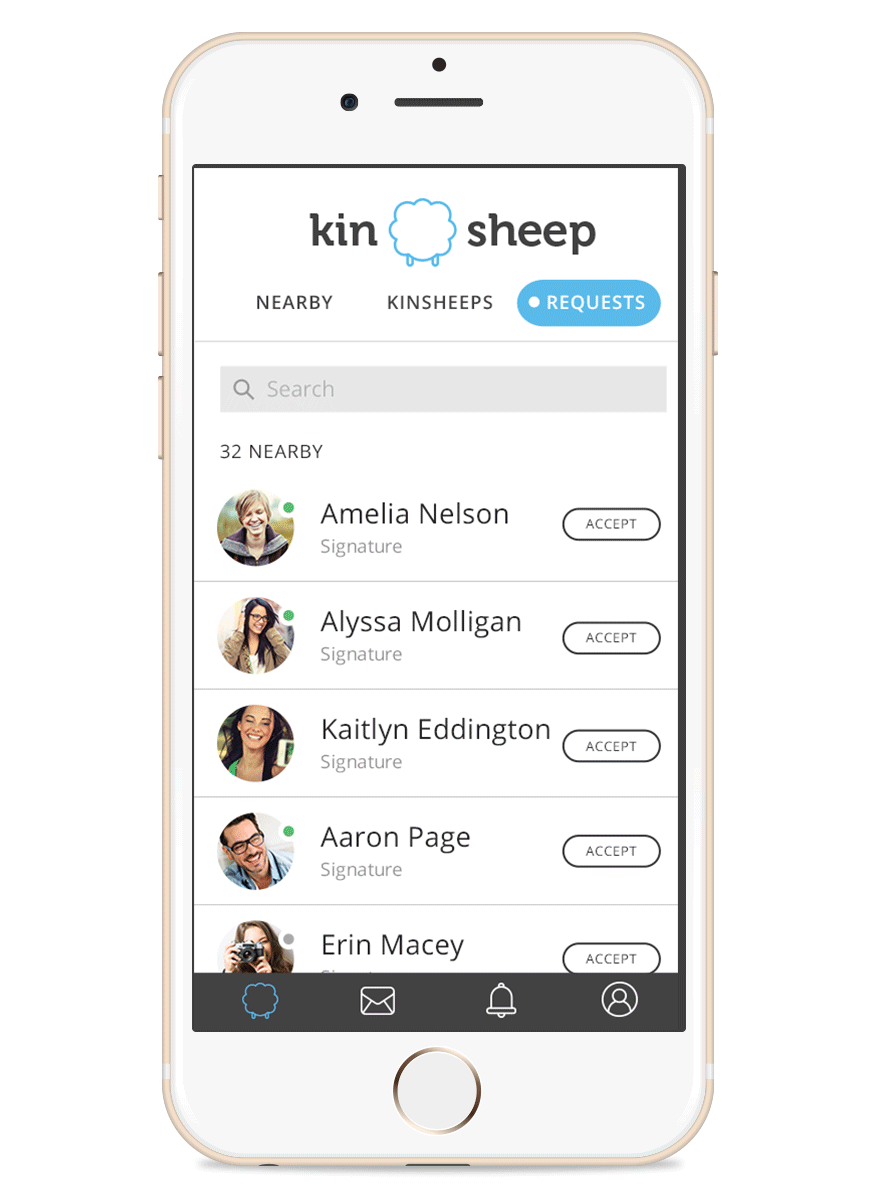 kin sheep
NEARBY KINSHEEPS REQUESTS
Search
32 NEARBY
Amelia Nelson
Signature
ACCEPT
Alyssa Molligan
Signature
ACCEPT
Kaitlyn Eddington
Signature
ACCEPT
Aaron Page
Signature
ACCEPT
Erin Macey
ACCEPT